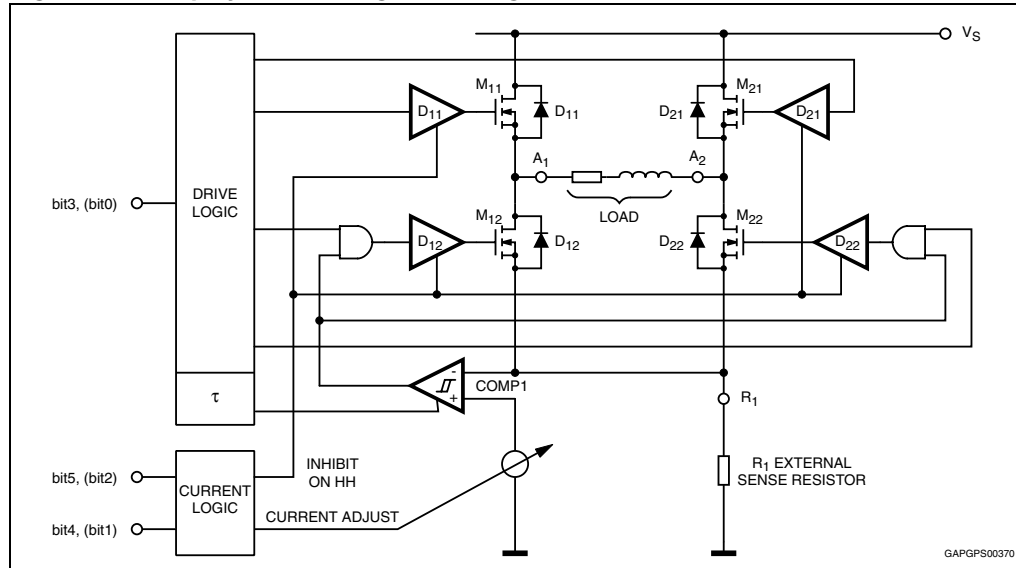 VS
M11
M21
D11
D11
D21
D21
A1
A2
DRIVE
LOGIC
bit3, (bit0)
LOAD
M12
M22
D12
D12
D22
D22
-
+
COMP1
τ
R1
bit5, (bit2)
INHIBIT
ON HH
R1 EXTERNAL
SENSE RESISTOR
CURRENT
LOGIC
bit4, (bit1)
CURRENT ADJUST
GAPGPS00370